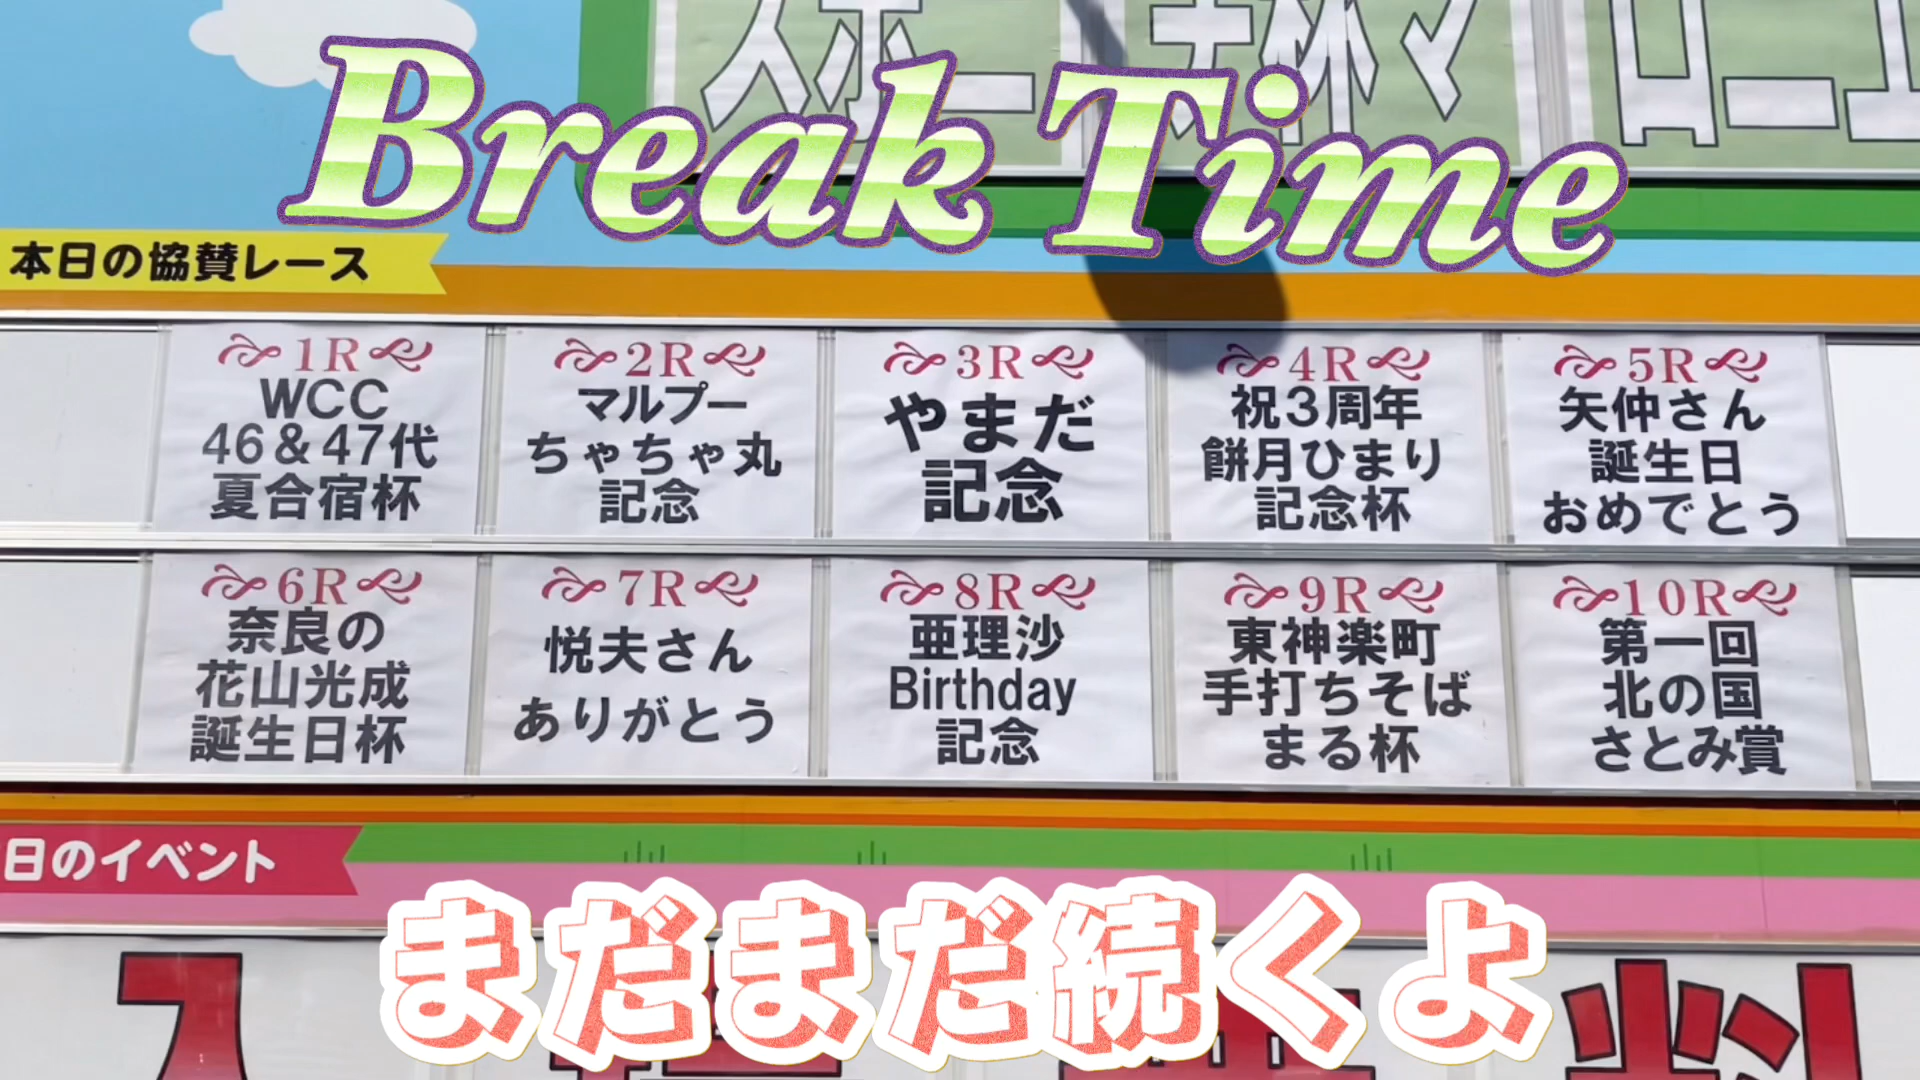 Break Time
本日の協賛レース
1R
WCC
46&47代
夏合宿杯
2R
マルプー
ちゃちゃ丸
記念
3R
やまだ
記念
4R
祝3周年
餅月ひまり
記念杯
5R
矢仲さん
誕生日
おめでとう
6R
奈良の
花山光成
誕生日杯
7R
悦夫さん
ありがとう
8R
亜理沙
Birthday
記念
9R
東神楽町
手打ちそば
まる杯
10R
第一回
北の国
さとみ賞
日のイベント
まだまだ続くよ